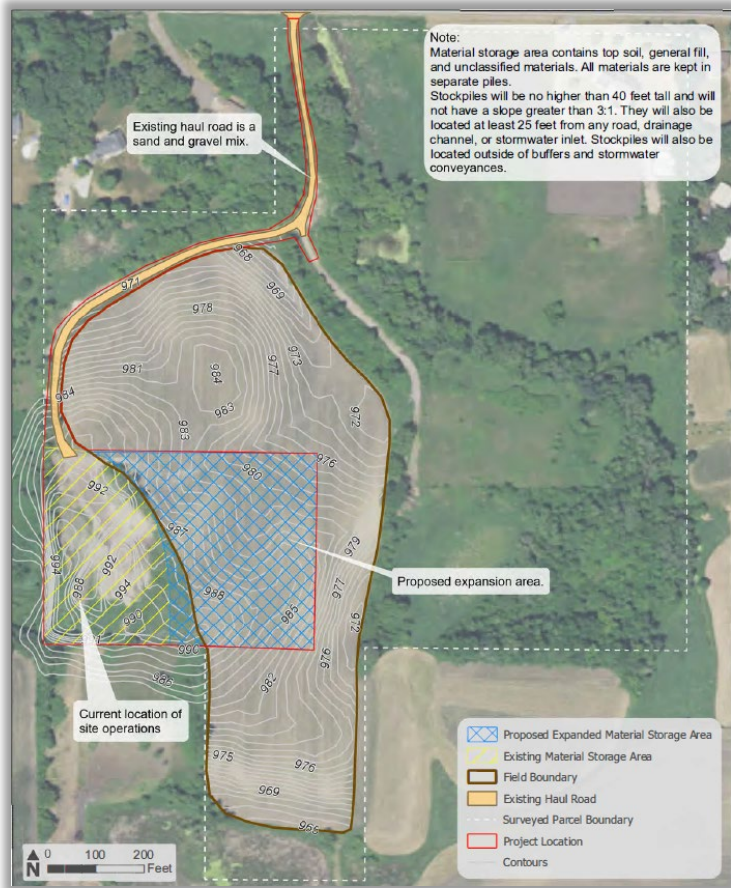 Note:
Material storage area contains top soil, general fill,
and unclassified materials. All materials are kept in
separate piles.
Stockpiles will be no higher than 40 feet tall and will
not have a slope greater than 3:1. They will also be
located at least 25 feet from any road, drainage
channel, or stormwater inlet. Stockpiles will also be
located outside of buffers and stormwater
conveyances.
Existing haul road is a
sand and gravel mix.
968
971
969
978
973
977
981
984
984
983
972
983
976
980
992
987
979
994
992
988
994
988
977
985
972
990
976
986
982
Proposed expansion area.
Current location of
site operations
975
976
969
Proposed Expanded Material Storage Area
Existing Material Storage Area
Field Boundary
Existing Haul Road
Surveyed Parcel Boundary
Project Location
Contours
N
0 100 200
Feet